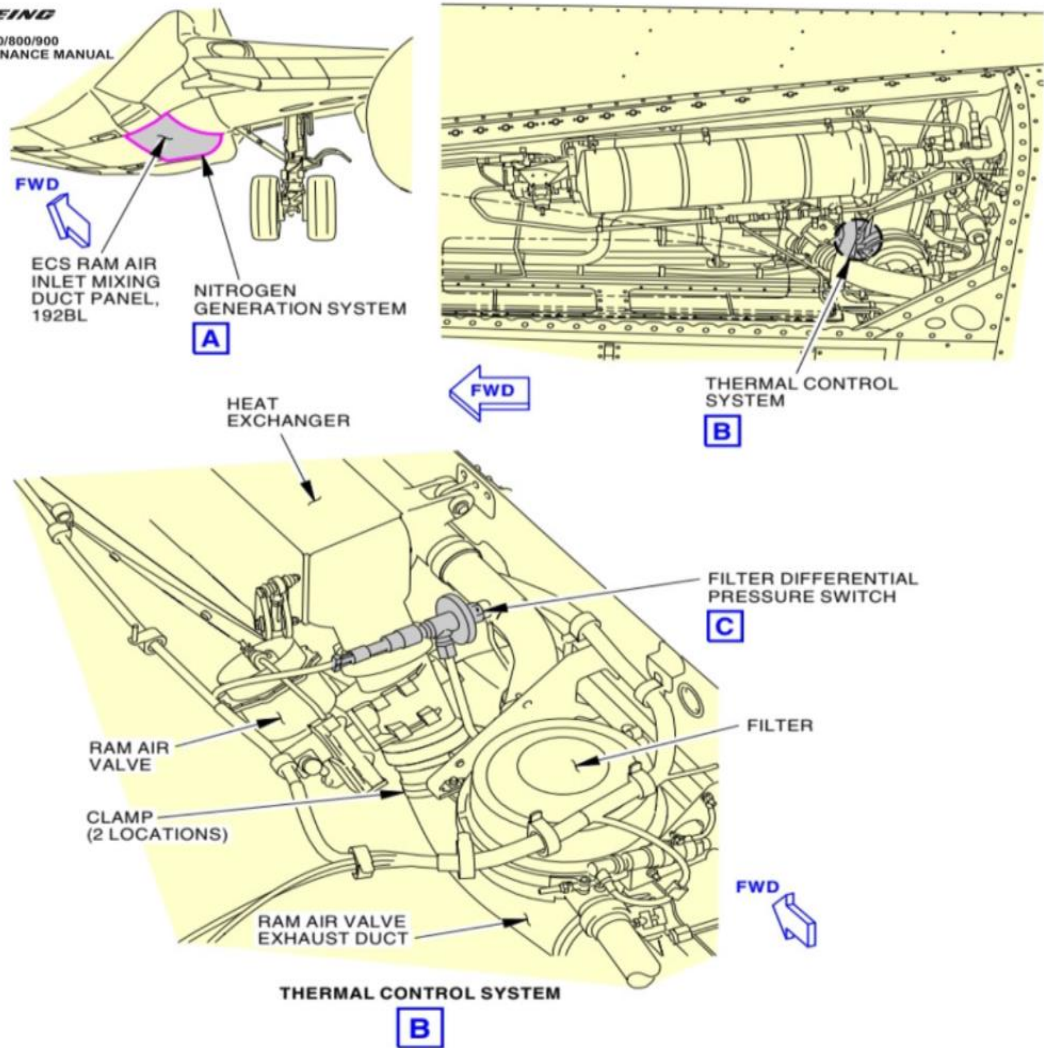 EING
0/800/900
NANCE MANUAL
FWD
ECS RAM AIR
INLET MIXING
DUCT PANEL,
192BL
NITROGEN
GENERATION SYSTEM
A
FWD
THERMAL CONTROL
SYSTEM
B
HEAT
EXCHANGER
FILTER DIFFERENTIAL
PRESSURE SWITCH
C
FILTER
RAM AIR
VALVE
CLAMP
(2 LOCATIONS)
FWD
RAM AIR VALVE
EXHAUST DUCT
THERMAL CONTROL SYSTEM
B